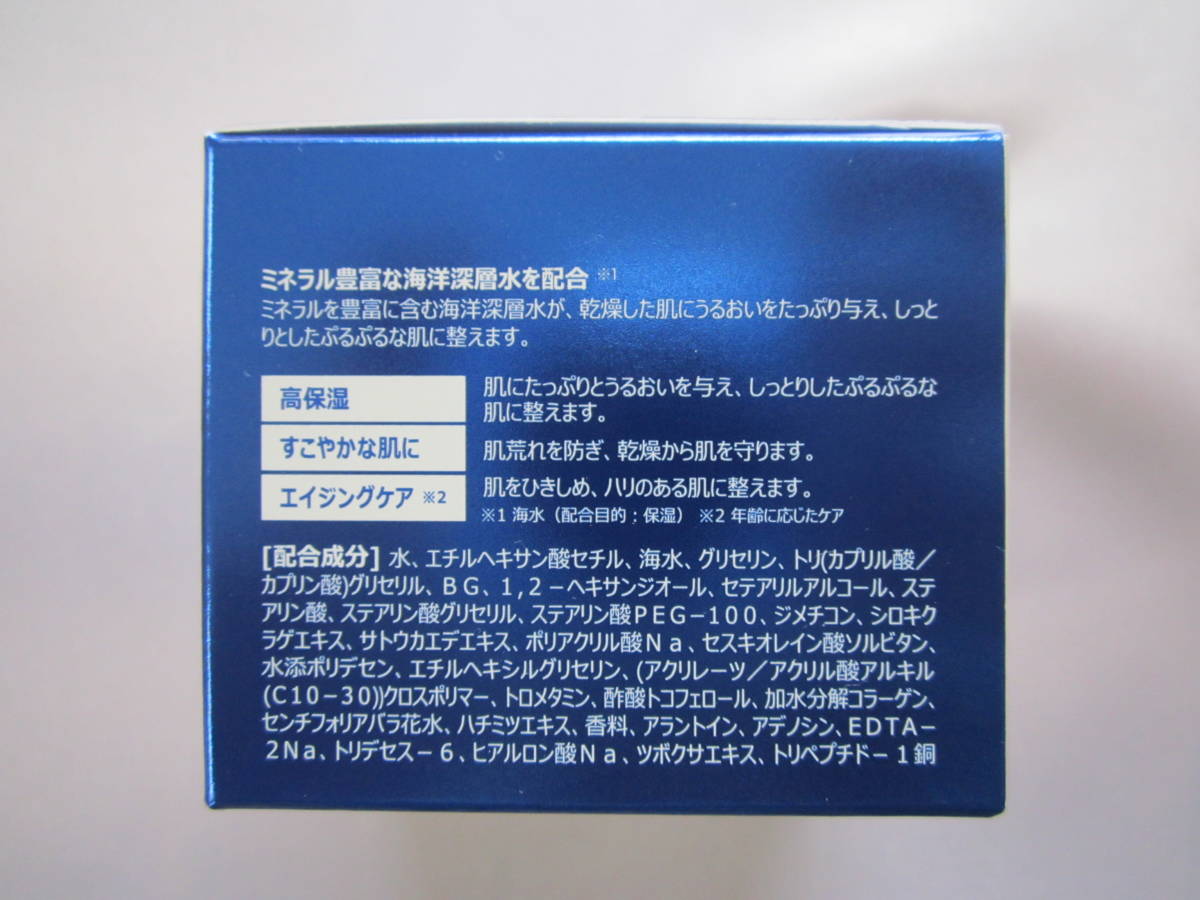 ミネラル豊富な海洋深層水を配合 ※1
ミネラルを豊富に含む海洋深層水が、乾燥した肌にうるおいをたっぷり与え、しっと
りとしたぷるぷるな肌に整えます。
高保湿
肌にたっぷりとうるおいを与え、しっとりしたぷるぷるな
肌に整えます。
すこやかな肌に
肌荒れを防ぎ、乾燥から肌を守ります。
エイジングケア ※2
肌をひきしめ、ハリのある肌に整えます。
※1 海水（配合目的；保湿） ※2 年齢に応じたケア
[配合成分] 水、エチルヘキサン酸セチル、海水、グリセリン、トリ(カプリル酸／
カプリン酸)グリセリル、BG、1,2－ヘキサンジオール、セテアリルアルコール、ステ
アリン酸、ステアリン酸グリセリル、ステアリン酸PEG－100、ジメチコン、シロキク
ラゲエキス、サトウカエデエキス、ポリアクリル酸Na、セスキオレイン酸ソルビタン、
水添ポリデセン、エチルヘキシルグリセリン、(アクリレーツ／アクリル酸アルキル
(C10－30))クロスポリマー、トロメタミン、酢酸トコフェロール、加水分解コラーゲン、
センチフォリアバラ花水、ハチミツエキス、香料、アラントイン、アデノシン、EDTA－
2Na、トリデセス－6、ヒアルロン酸Na、ツボクサエキス、トリペプチド－1銅